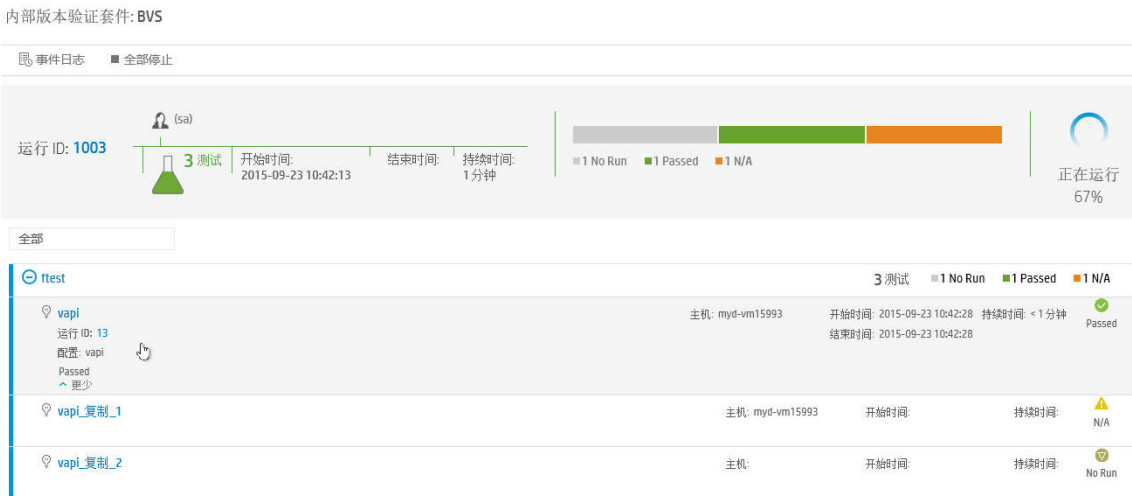 内部版本验证套件: BVS
事件日志 全部停止
(sa)
运行 ID: 1003
3 测试 开始时间: 结束时间: 持续时间:
2015-09-23 10:42:13 1分钟
1 No Run 1 Passed 1 N/A
正在运行
67%
全部
ftest 3 测试 1 No Run 1 Passed 1 N/A
vapi 主机: myd-vm15993 开始时间: 2015-09-23 10:42:28 持续时间: < 1 分钟
运行 ID: 13 结束时间: 2015-09-23 10:42:28 Passed
配置: vapi
Passed
更少
vapi_复制_1 主机: myd-vm15993 开始时间: 持续时间: N/A
vapi_复制_2 主机: 开始时间: 持续时间: No Run